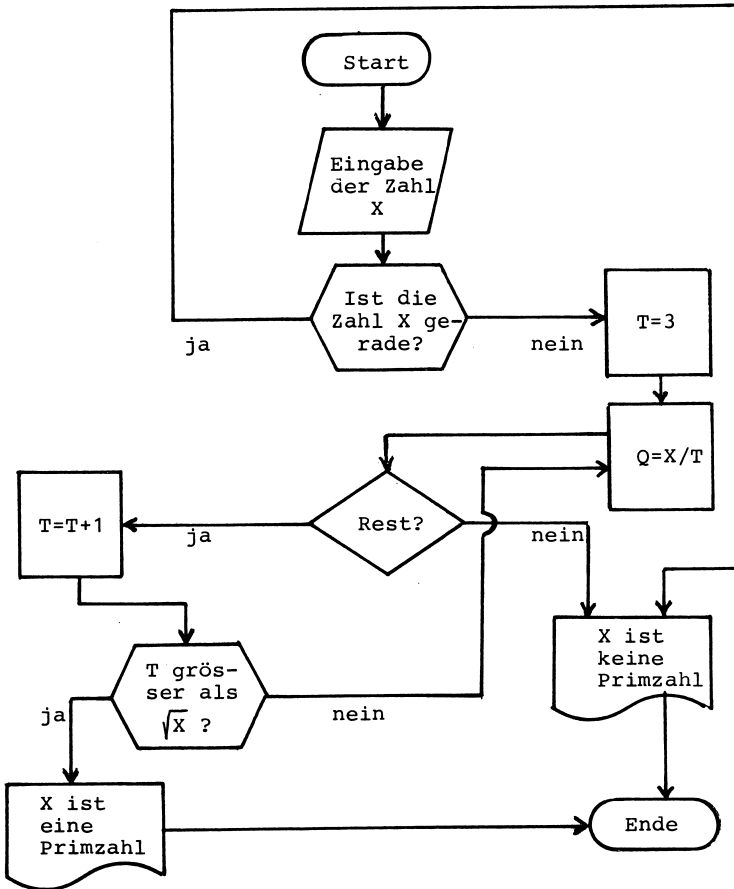 Start
Eingabe
der Zahl
X
Ist die
Zahl X ge-
rade?
ja
nein
T=3
Q=X/T
Rest?
ja
nein
T=T+1
T grös-
ser als
√X ?
ja
nein
X ist
keine
Primzahl
X ist
eine
Primzahl
Ende